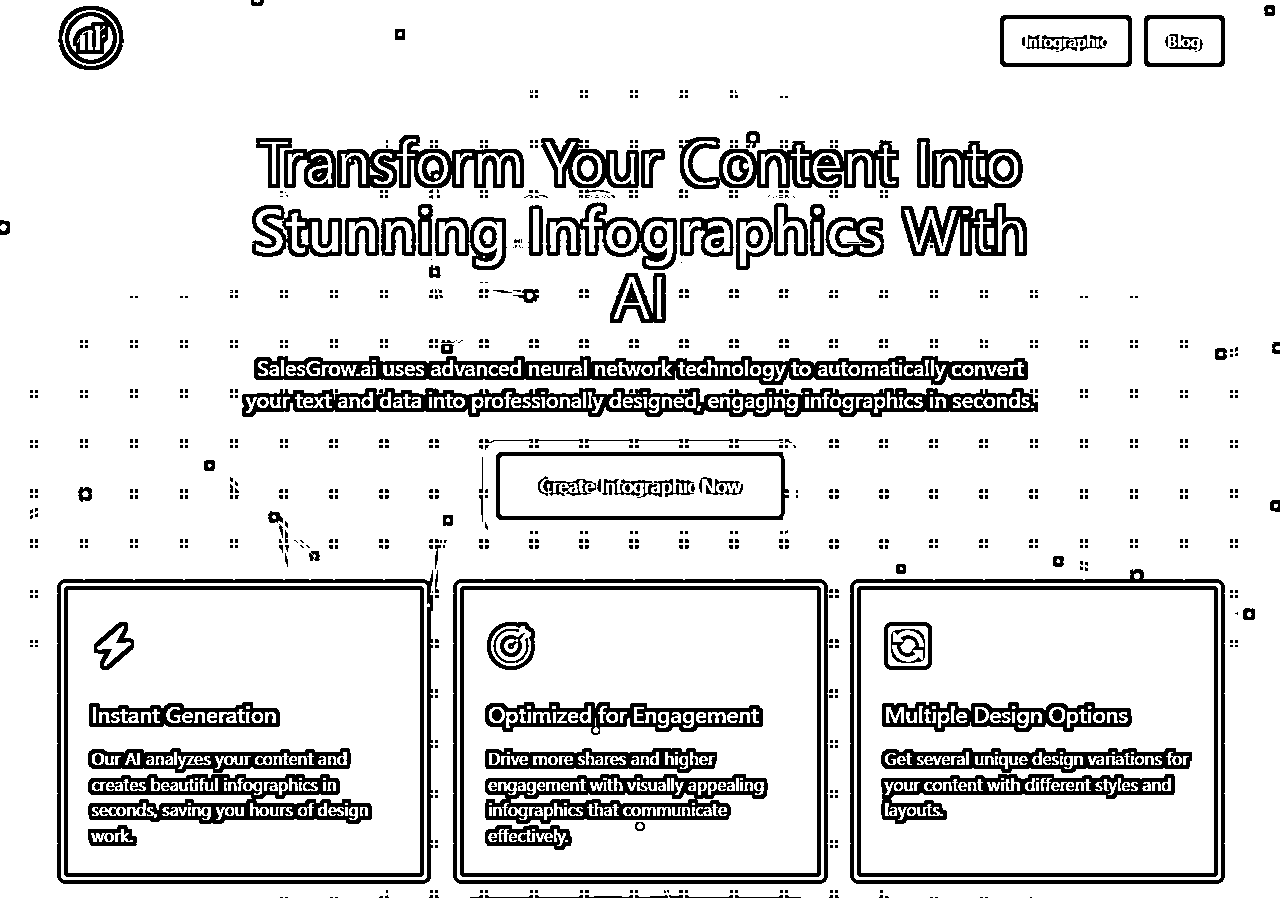 Infographic
Blog
Transform Your Content Into
Stunning Infographics With
AI
SalesGrow.ai uses advanced neural network technology to automatically convert
your text and data into professionally designed, engaging infographics in seconds.
Create Infographic Now
Instant Generation
Our AI analyzes your content and
creates beautiful infographics in
seconds, saving you hours of design
work.
Optimized for Engagement
Drive more shares and higher
engagement with visually appealing
infographics that communicate
effectively.
Multiple Design Options
Get several unique design variations for
your content with different styles and
layouts.